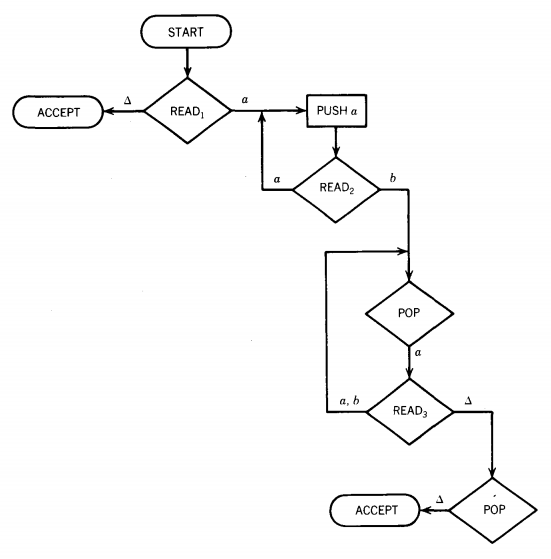 START
ACCEPT
Δ
READ₁
a
PUSH a
a
READ₂
b
POP
a
a, b
READ₃
Δ
ACCEPT
Δ
POP